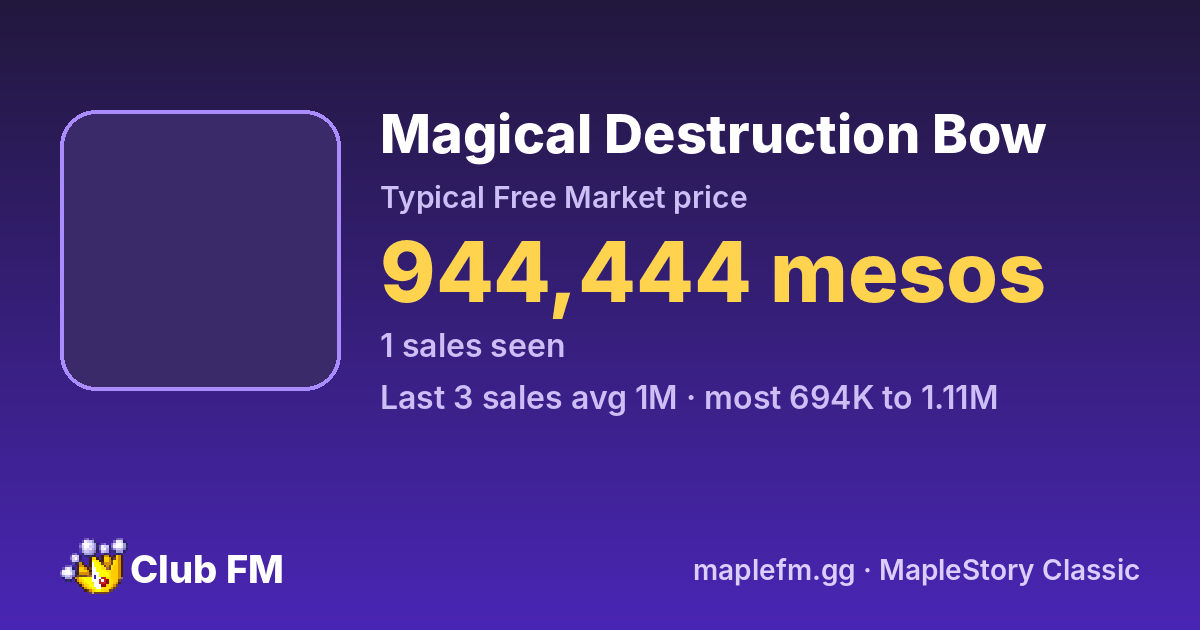 Magical Destruction Bow
Typical Free Market price
944,444 mesos
1 sales seen
Last 3 sales avg 1M · most 694K to 1.11M
Club FM
maplefm.gg · MapleStory Classic